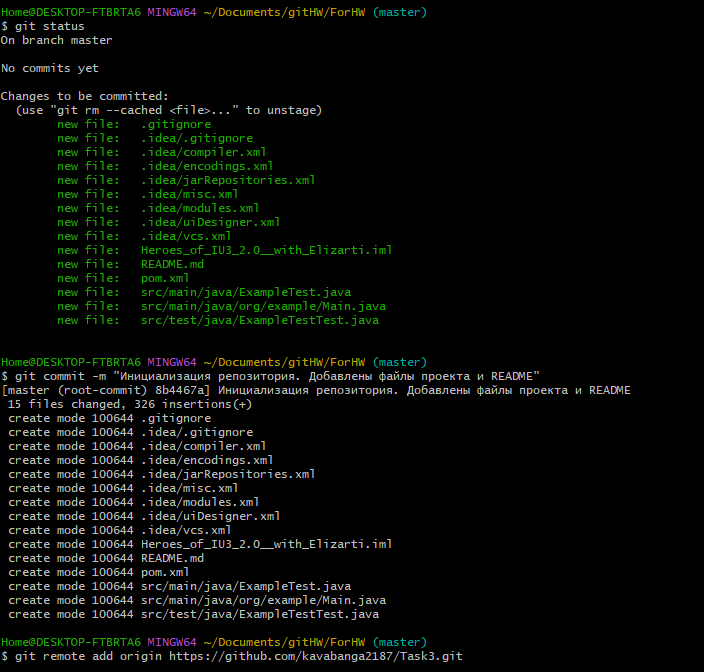 Home@DESKTOP-FTBRTA6 MINGW64 ~/Documents/gitHW/ForHW (master)
$ git status
On branch master

No commits yet

Changes to be committed:
  (use "git rm --cached <file>..." to unstage)
        new file:   .gitignore
        new file:   .idea/.gitignore
        new file:   .idea/compiler.xml
        new file:   .idea/encodings.xml
        new file:   .idea/jarRepositories.xml
        new file:   .idea/misc.xml
        new file:   .idea/modules.xml
        new file:   .idea/uiDesigner.xml
        new file:   .idea/vcs.xml
        new file:   Heroes_of_IU3_2.0__with_Elizarti.iml
        new file:   README.md
        new file:   pom.xml
        new file:   src/main/java/ExampleTest.java
        new file:   src/main/java/org/example/Main.java
        new file:   src/test/java/ExampleTestTest.java

Home@DESKTOP-FTBRTA6 MINGW64 ~/Documents/gitHW/ForHW (master)
$ git commit -m "Инициализация репозитория. Добавлены файлы проекта и README"
[master (root-commit) 8b4467a] Инициализация репозитория. Добавлены файлы проекта и README
 15 files changed, 326 insertions(+)
 create mode 100644 .gitignore
 create mode 100644 .idea/.gitignore
 create mode 100644 .idea/compiler.xml
 create mode 100644 .idea/encodings.xml
 create mode 100644 .idea/jarRepositories.xml
 create mode 100644 .idea/misc.xml
 create mode 100644 .idea/modules.xml
 create mode 100644 .idea/uiDesigner.xml
 create mode 100644 .idea/vcs.xml
 create mode 100644 Heroes_of_IU3_2.0__with_Elizarti.iml
 create mode 100644 README.md
 create mode 100644 pom.xml
 create mode 100644 src/main/java/ExampleTest.java
 create mode 100644 src/main/java/org/example/Main.java
 create mode 100644 src/test/java/ExampleTestTest.java

Home@DESKTOP-FTBRTA6 MINGW64 ~/Documents/gitHW/ForHW (master)
$ git remote add origin https://github.com/kavabanga2187/Task3.git